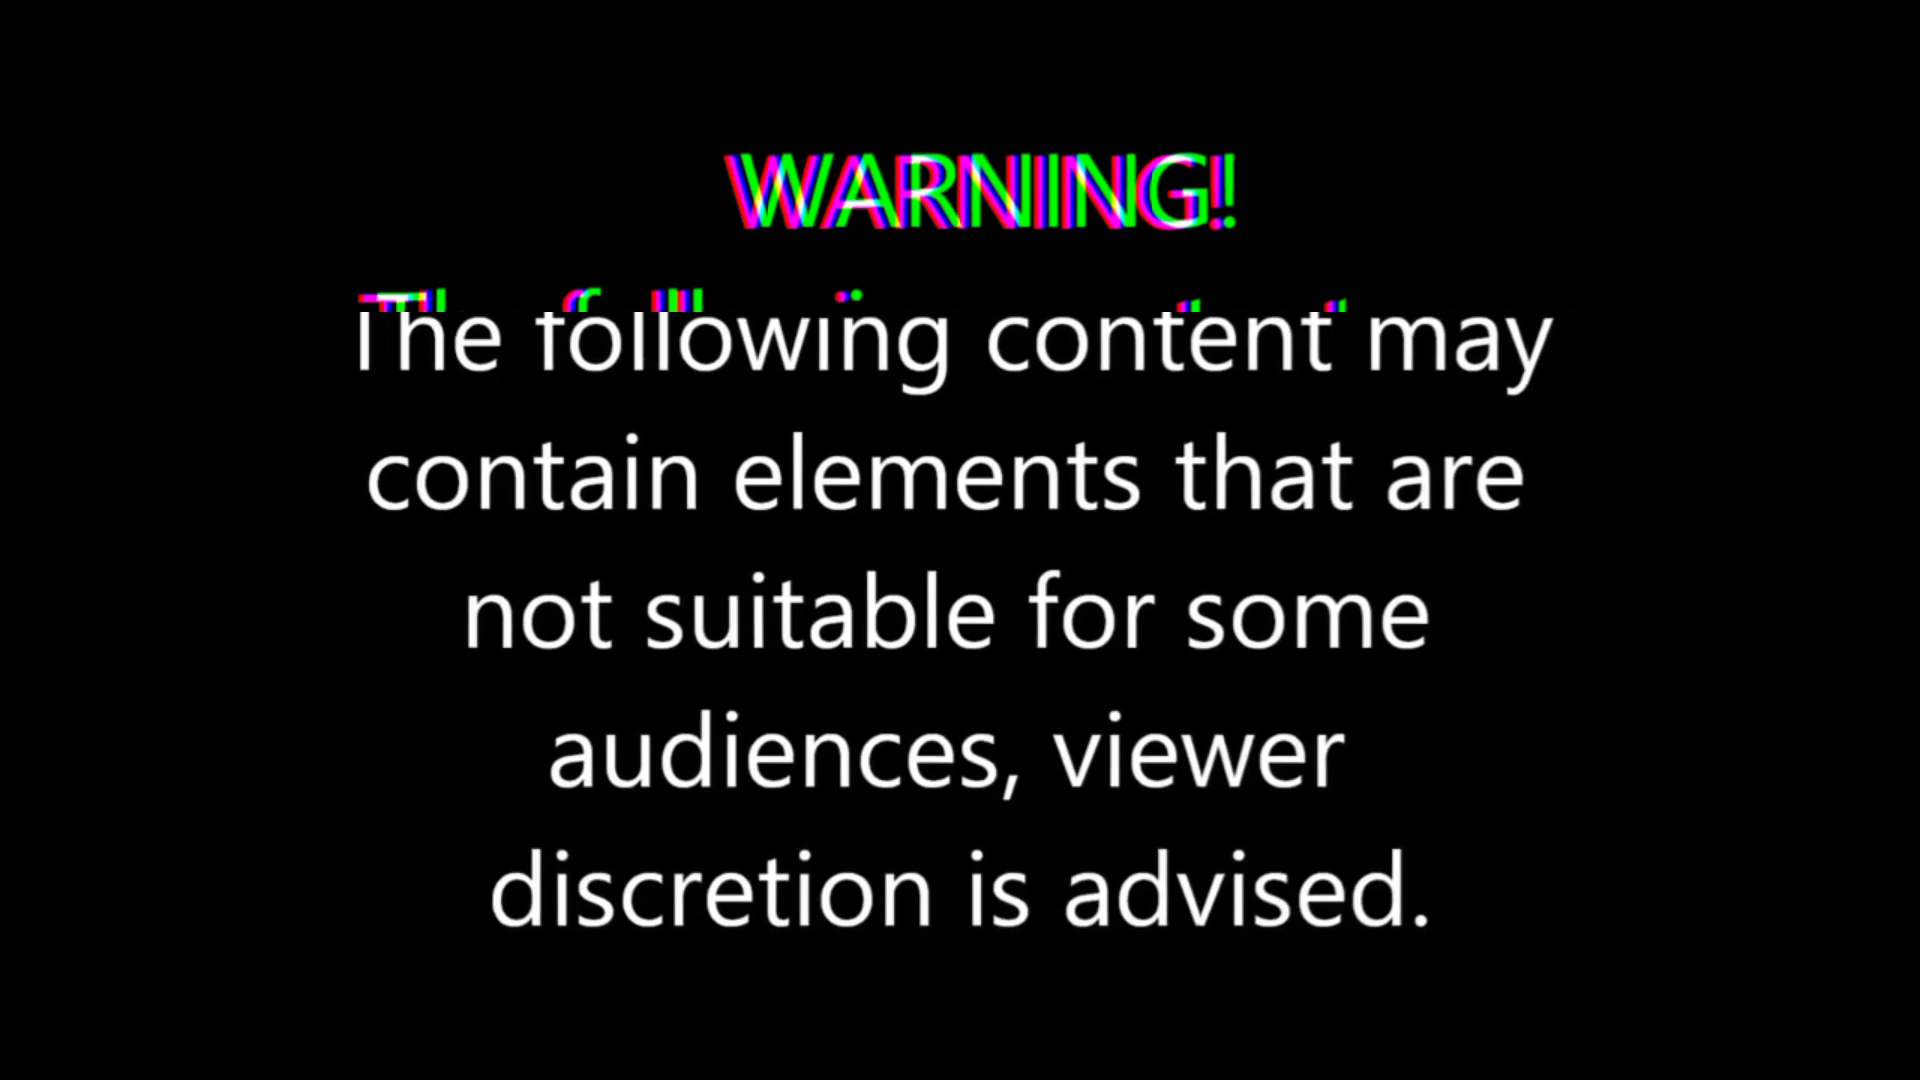 WARNING!
The following content may
contain elements that are
not suitable for some
audiences, viewer
discretion is advised.